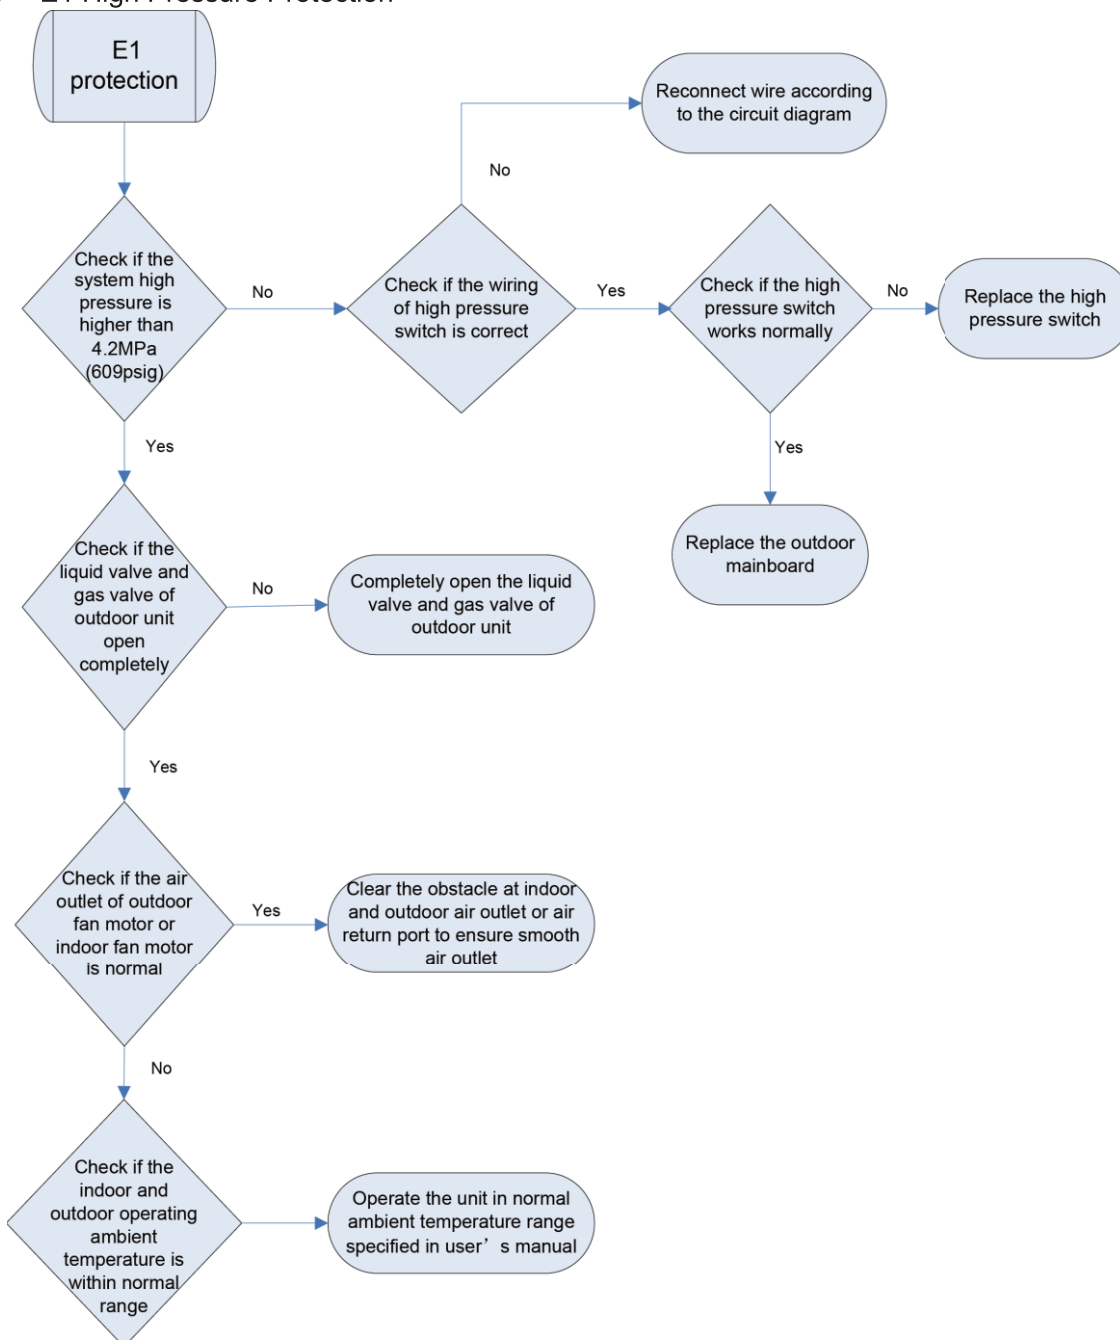 E1 High Pressure Protection
E1
protection
Reconnect wire according
to the circuit diagram
No
Check if the
system high
pressure is
higher than
4.2MPa
(609psig)
No
Check if the wiring
of high pressure
switch is correct
Yes
Check if the high
pressure switch
works normally
No
Replace the high
pressure switch
Yes
Yes
Replace the outdoor
mainboard
Check if the
liquid valve and
gas valve of
outdoor unit
open
completely
No
Completely open the liquid
valve and gas valve of
outdoor unit
Yes
Check if the air
outlet of outdoor
fan motor or
indoor fan motor
is normal
Yes
Clear the obstacle at indoor
and outdoor air outlet or air
return port to ensure smooth
air outlet
No
Check if the
indoor and
outdoor operating
ambient
temperature is
within normal
range
Operate the unit in normal
ambient temperature range
specified in user’s manual